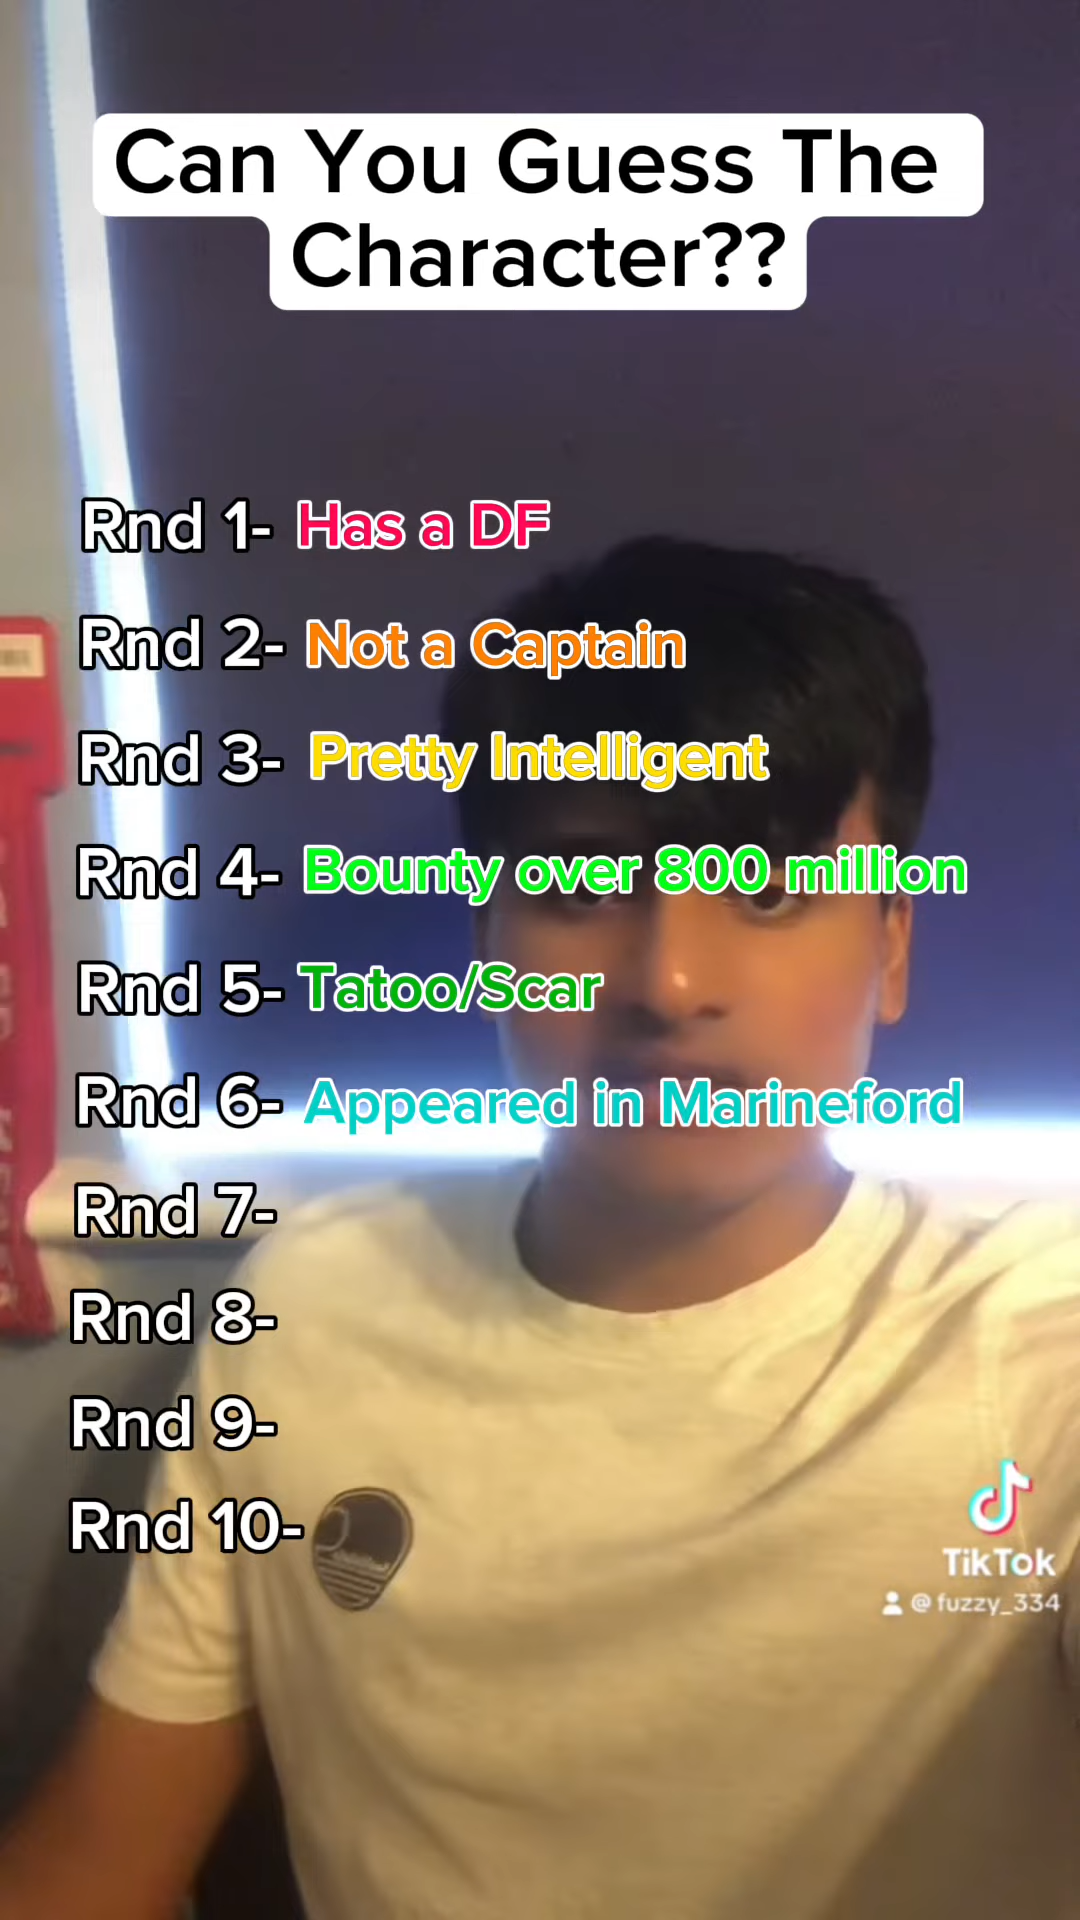 Can You Guess The
Character??
Rnd 1- Has a DF
Rnd 2- Not a Captain
Rnd 3- Pretty Intelligent
Rnd 4- Bounty over 800 million
Rnd 5- Tatoo/Scar
Rnd 6- Appeared in Marineford
Rnd 7-
Rnd 8-
Rnd 9-
Rnd 10-
TikTok
@fuzzy_334